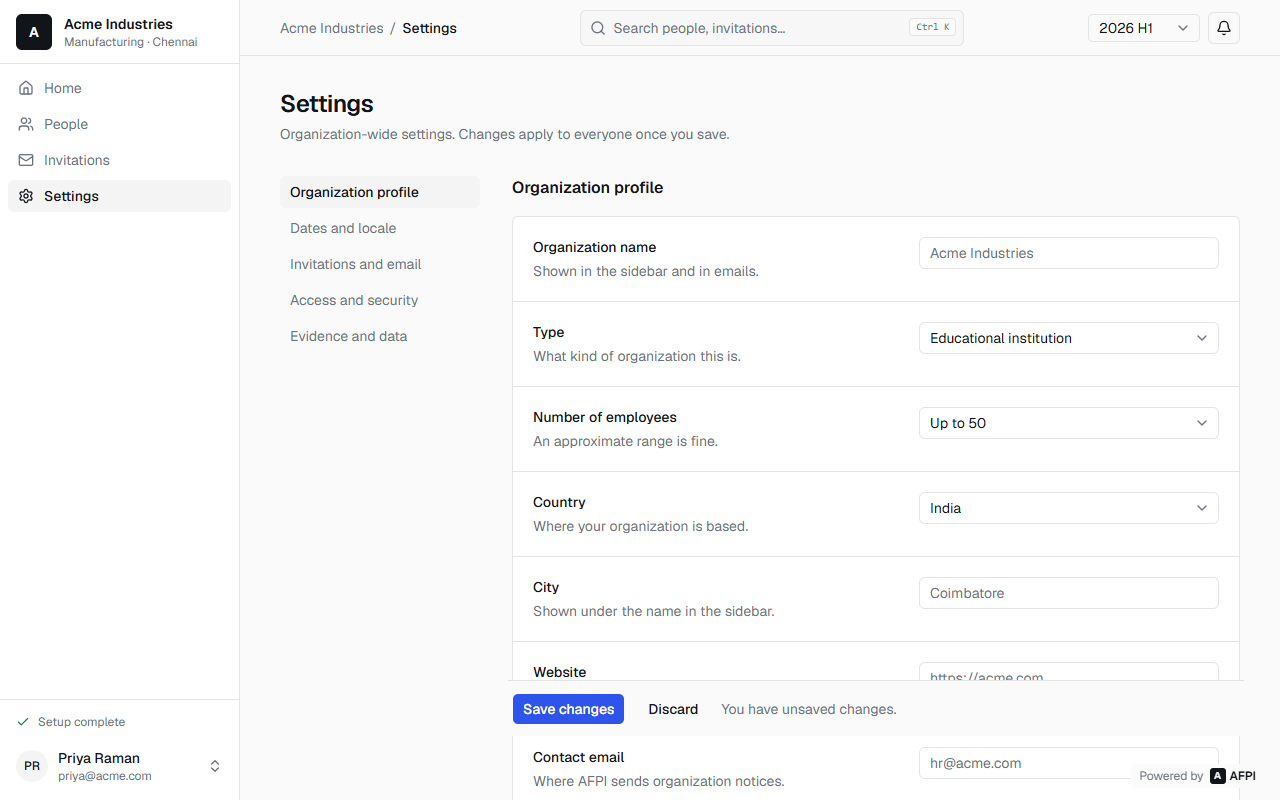 A
Acme Industries
Manufacturing · Chennai
Home
People
Invitations
Settings
Setup complete
PR
Priya Raman
priya@acme.com
Acme Industries / Settings
Search people, invitations…
Ctrl K
2026 H1
Settings
Organization-wide settings. Changes apply to everyone once you save.
Organization profile
Dates and locale
Invitations and email
Access and security
Evidence and data
Organization profile
Organization name
Shown in the sidebar and in emails.
Acme Industries
Type
What kind of organization this is.
Educational institution
Number of employees
An approximate range is fine.
Up to 50
Country
Where your organization is based.
India
City
Shown under the name in the sidebar.
Coimbatore
Website
https://acme.com
Save changes
Discard
You have unsaved changes.
Contact email
Where AFPI sends organization notices.
hr@acme.com
Powered by A AFPI